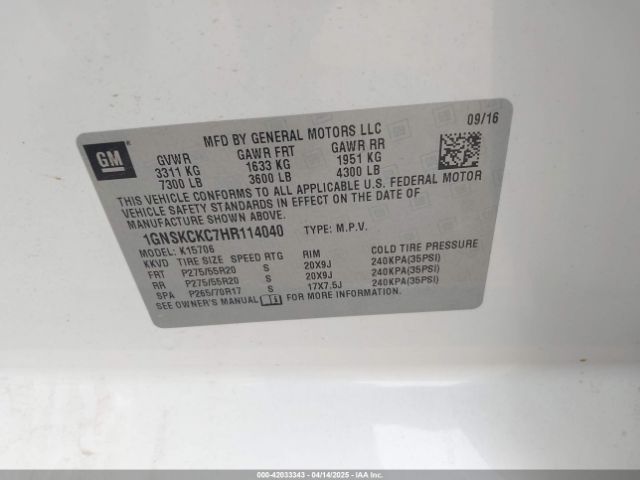 GM
MFD BY GENERAL MOTORS LLC 09/16
GVWR GAWR FRT GAWR RR
3311 KG 1633 KG 1951 KG
7300 LB 3600 LB 4300 LB
THIS VEHICLE CONFORMS TO ALL APPLICABLE U.S. FEDERAL MOTOR
VEHICLE SAFETY STANDARDS IN EFFECT ON THE DATE OF
MANUFACTURE SHOWN ABOVE.
1GNSKCKC7HR114040 TYPE: M.P.V.
MODEL: K15706
KKVD TIRE SIZE SPEED RTG RIM COLD TIRE PRESSURE
FRT P275/55R20 S 20X9J 240KPA(35PSI)
RR P275/55R20 S 20X9J 240KPA(35PSI)
SPA P265/70R17 S 17X7.5J 240KPA(35PSI)
SEE OWNER'S MANUAL
000-42033343 | 04/14/2025 - IAA, Inc.